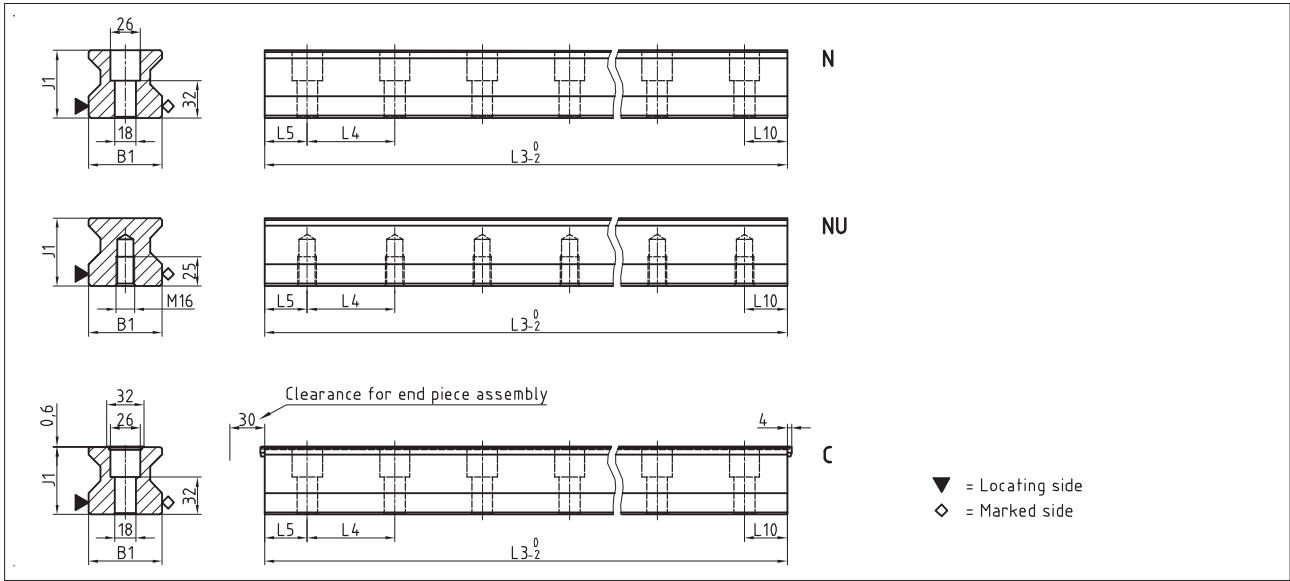 26
N
J1
32
18
B1
L5
L4
L10
L3-2 0
NU
J1
25
M16
B1
L5
L4
L10
L3-2 0
Clearance for end piece assembly
32
26
30
4
0,6
C
J1
32
18
B1
L5
L4
L10
L3-2 0
= Locating side
= Marked side